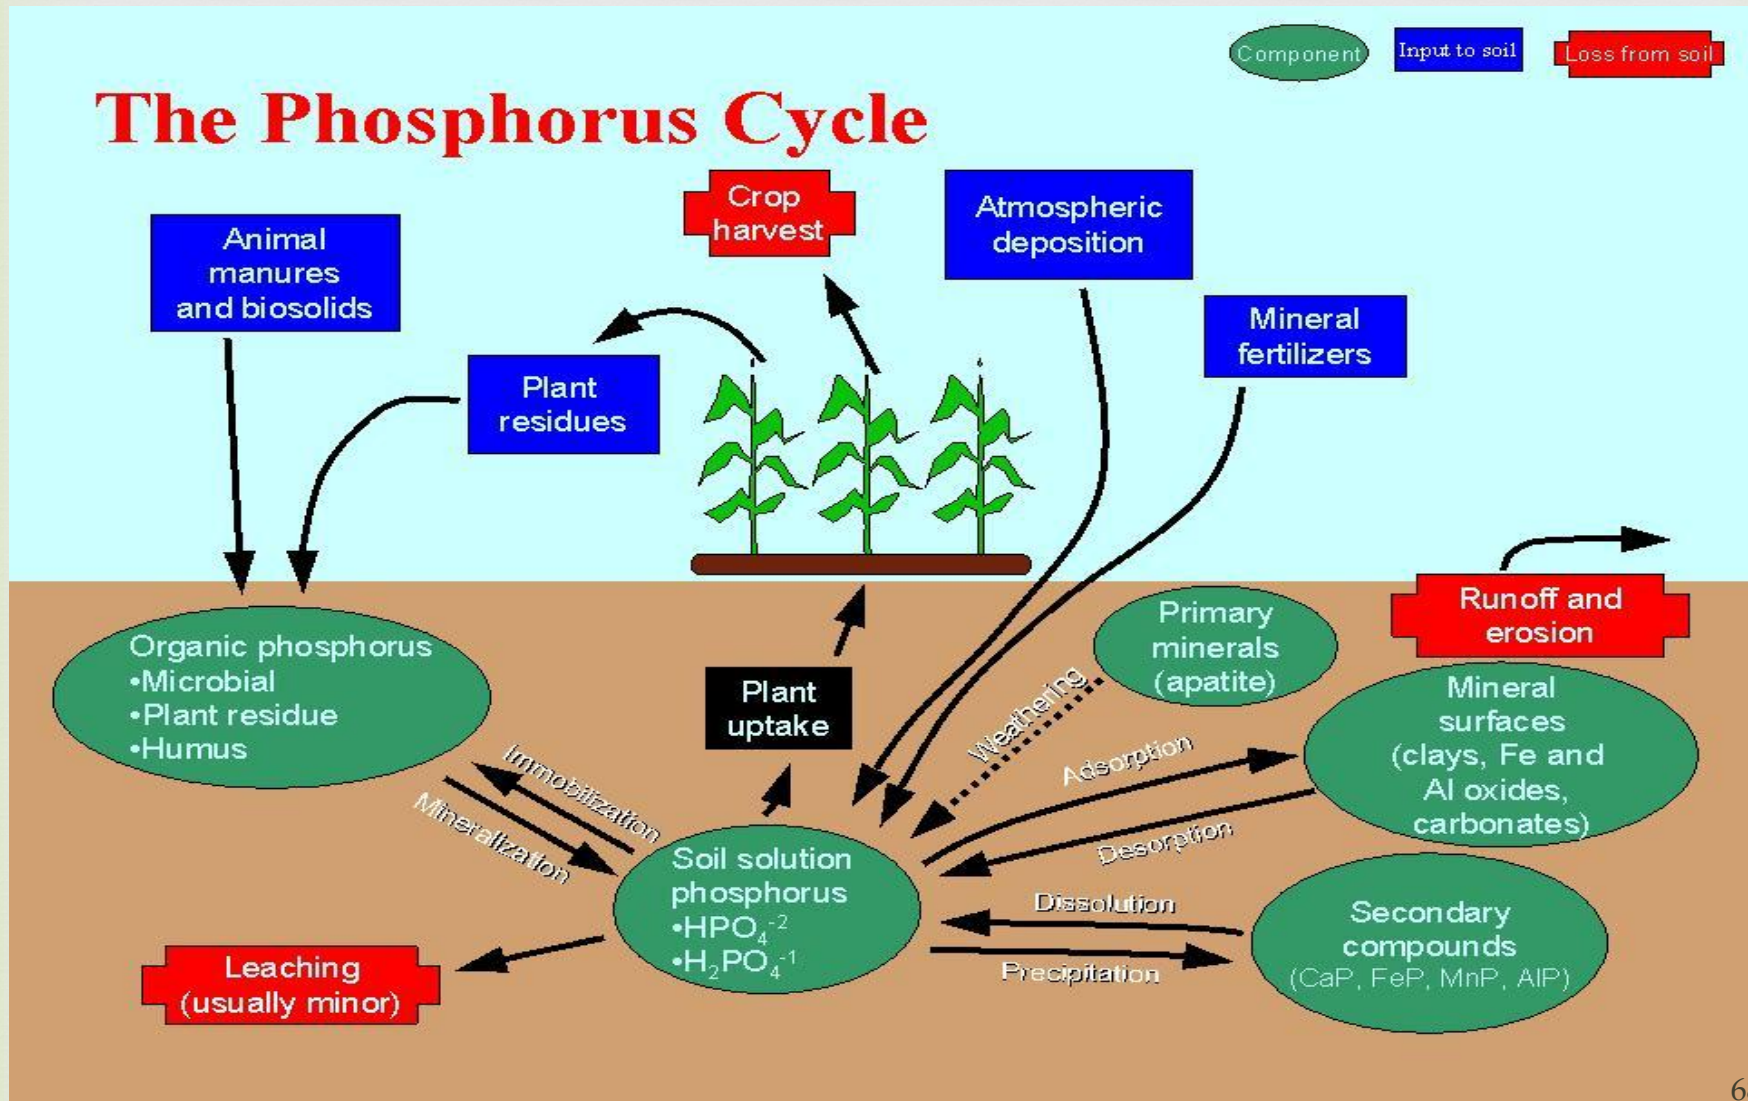 Component
Input to soil
Loss from soil
The Phosphorus Cycle
Crop
harvest
Atmospheric
deposition
Animal
manures
and biosolids
Mineral
fertilizers
Plant
residues
Runoff and
erosion
Primary
minerals
(apatite)
Organic phosphorus
•Microbial
•Plant residue
•Humus
Plant
uptake
Weathering
Mineral
surfaces
(clays, Fe and
Al oxides,
carbonates)
Adsorption
Desorption
Immobilization
Mineralization
Soil solution
phosphorus
•HPO₄⁻²
•H₂PO₄⁻¹
Dissolution
Precipitation
Secondary
compounds
(CaP, FeP, MnP, AlP)
Leaching
(usually minor)